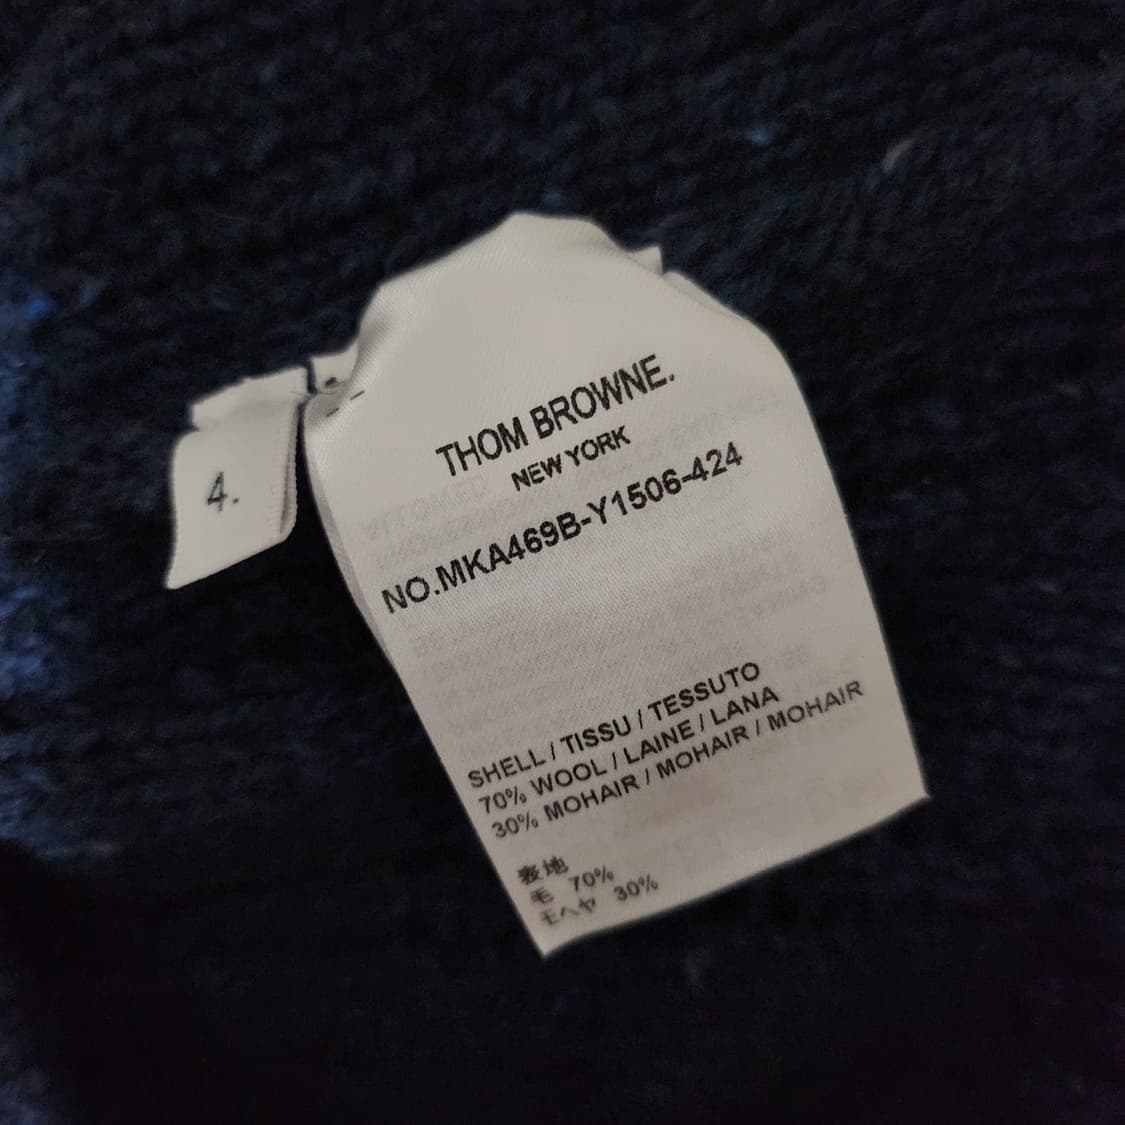 4.
THOM BROWNE.
NEW YORK
NO.MKA469B-Y1506-424
SHELL / TISSU / TESSUTO
70% WOOL / LAINE / LANA
30% MOHAIR / MOHAIR / MOHAIR
表地
毛 70%
モヘヤ 30%